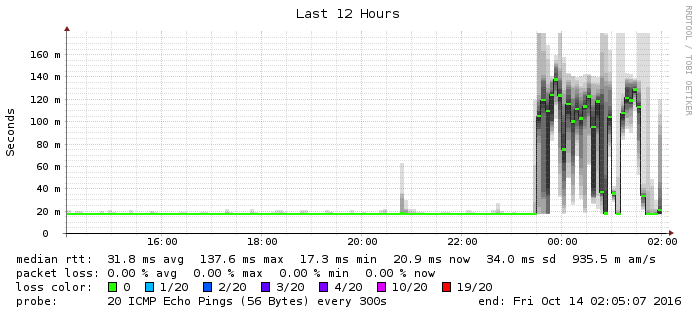 Last 12 Hours
RRDTOOL / TOBI OETIKER
Seconds
160 m
140 m
120 m
100 m
80 m
60 m
40 m
20 m
0
16:00 18:00 20:00 22:00 00:00 02:00
median rtt: 31.8 ms avg 137.6 ms max 17.3 ms min 20.9 ms now 34.0 ms sd 935.5 m am/s
packet loss: 0.00 % avg 0.00 % max 0.00 % min 0.00 % now
loss color: 0 1/20 2/20 3/20 4/20 10/20 19/20
probe: 20 ICMP Echo Pings (56 Bytes) every 300s end: Fri Oct 14 02:05:07 2016